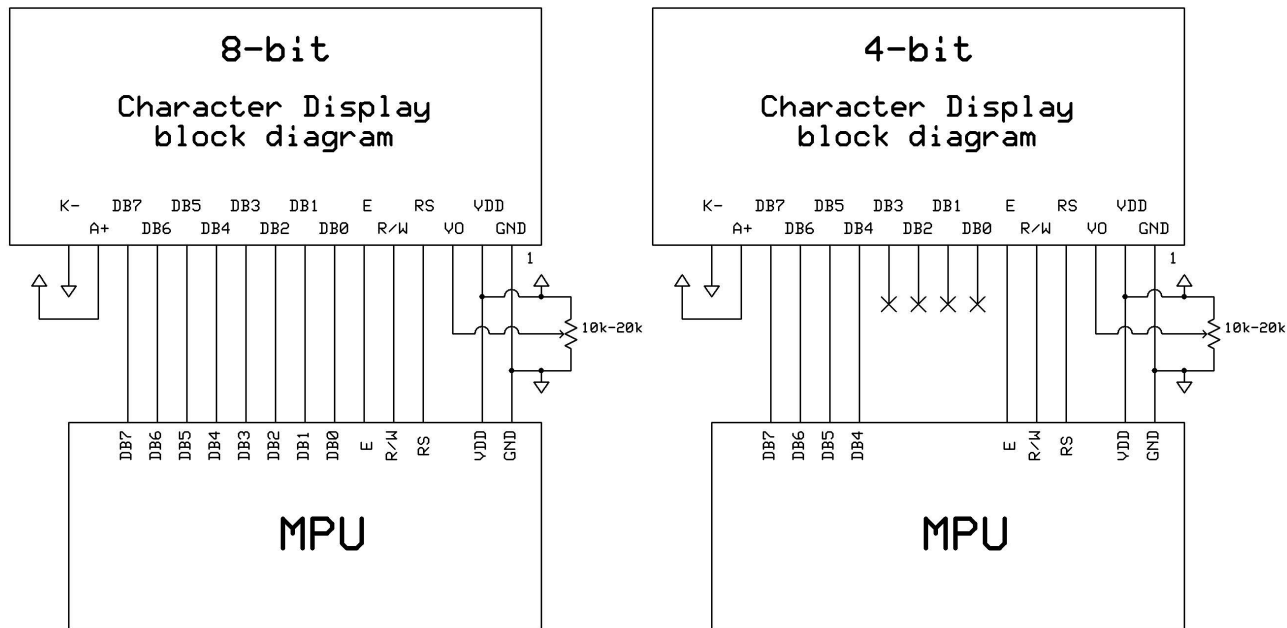 8-bit
Character Display
block diagram
K- DB7 DB5 DB3 DB1 E RS VDD
A+ DB6 DB4 DB2 DB0 R/W VO GND
1
10k-20k
DB7 DB6 DB5 DB4 DB3 DB2 DB1 DB0 E R/W RS VDD GND
MPU
4-bit
Character Display
block diagram
K- DB7 DB5 DB3 DB1 E RS VDD
A+ DB6 DB4 DB2 DB0 R/W VO GND
1
10k-20k
DB7 DB6 DB5 DB4 E R/W RS VDD GND
MPU